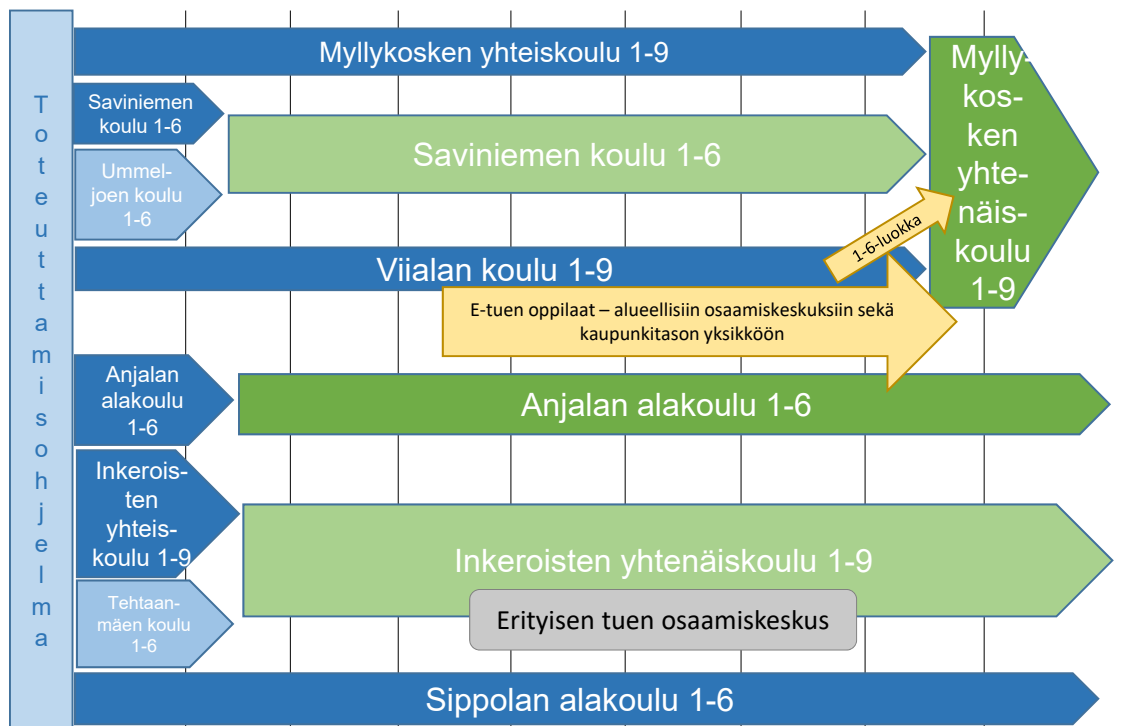 Toteuttamisohjelma
Myllykosken yhteiskoulu 1-9
Saviniemen
koulu 1-6
Ummel-
joen koulu
1-6
Saviniemen koulu 1-6
Mylly-
kos-
ken
yhte-
näis-
koulu
1-9
1-6-luokka
Viialan koulu 1-9
E-tuen oppilaat – alueellisiin osaamiskeskuksiin sekä
kaupunkitason yksikköön
Anjalan
alakoulu
1-6
Anjalan alakoulu 1-6
Inkerois-
ten
yhteis-
koulu 1-9
Tehtaan-
mäen koulu
1-6
Inkeroisten yhtenäiskoulu 1-9
Erityisen tuen osaamiskeskus
Sippolan alakoulu 1-6